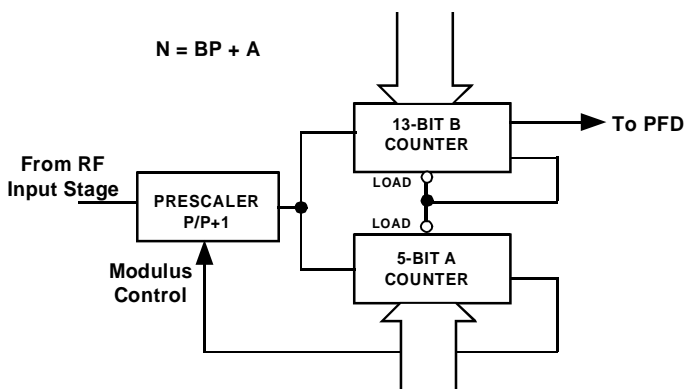 N = BP + A
13-BIT B
COUNTER
To PFD
From RF
Input Stage
LOAD
PRESCALER
P/P+1
LOAD
Modulus
Control
5-BIT A
COUNTER